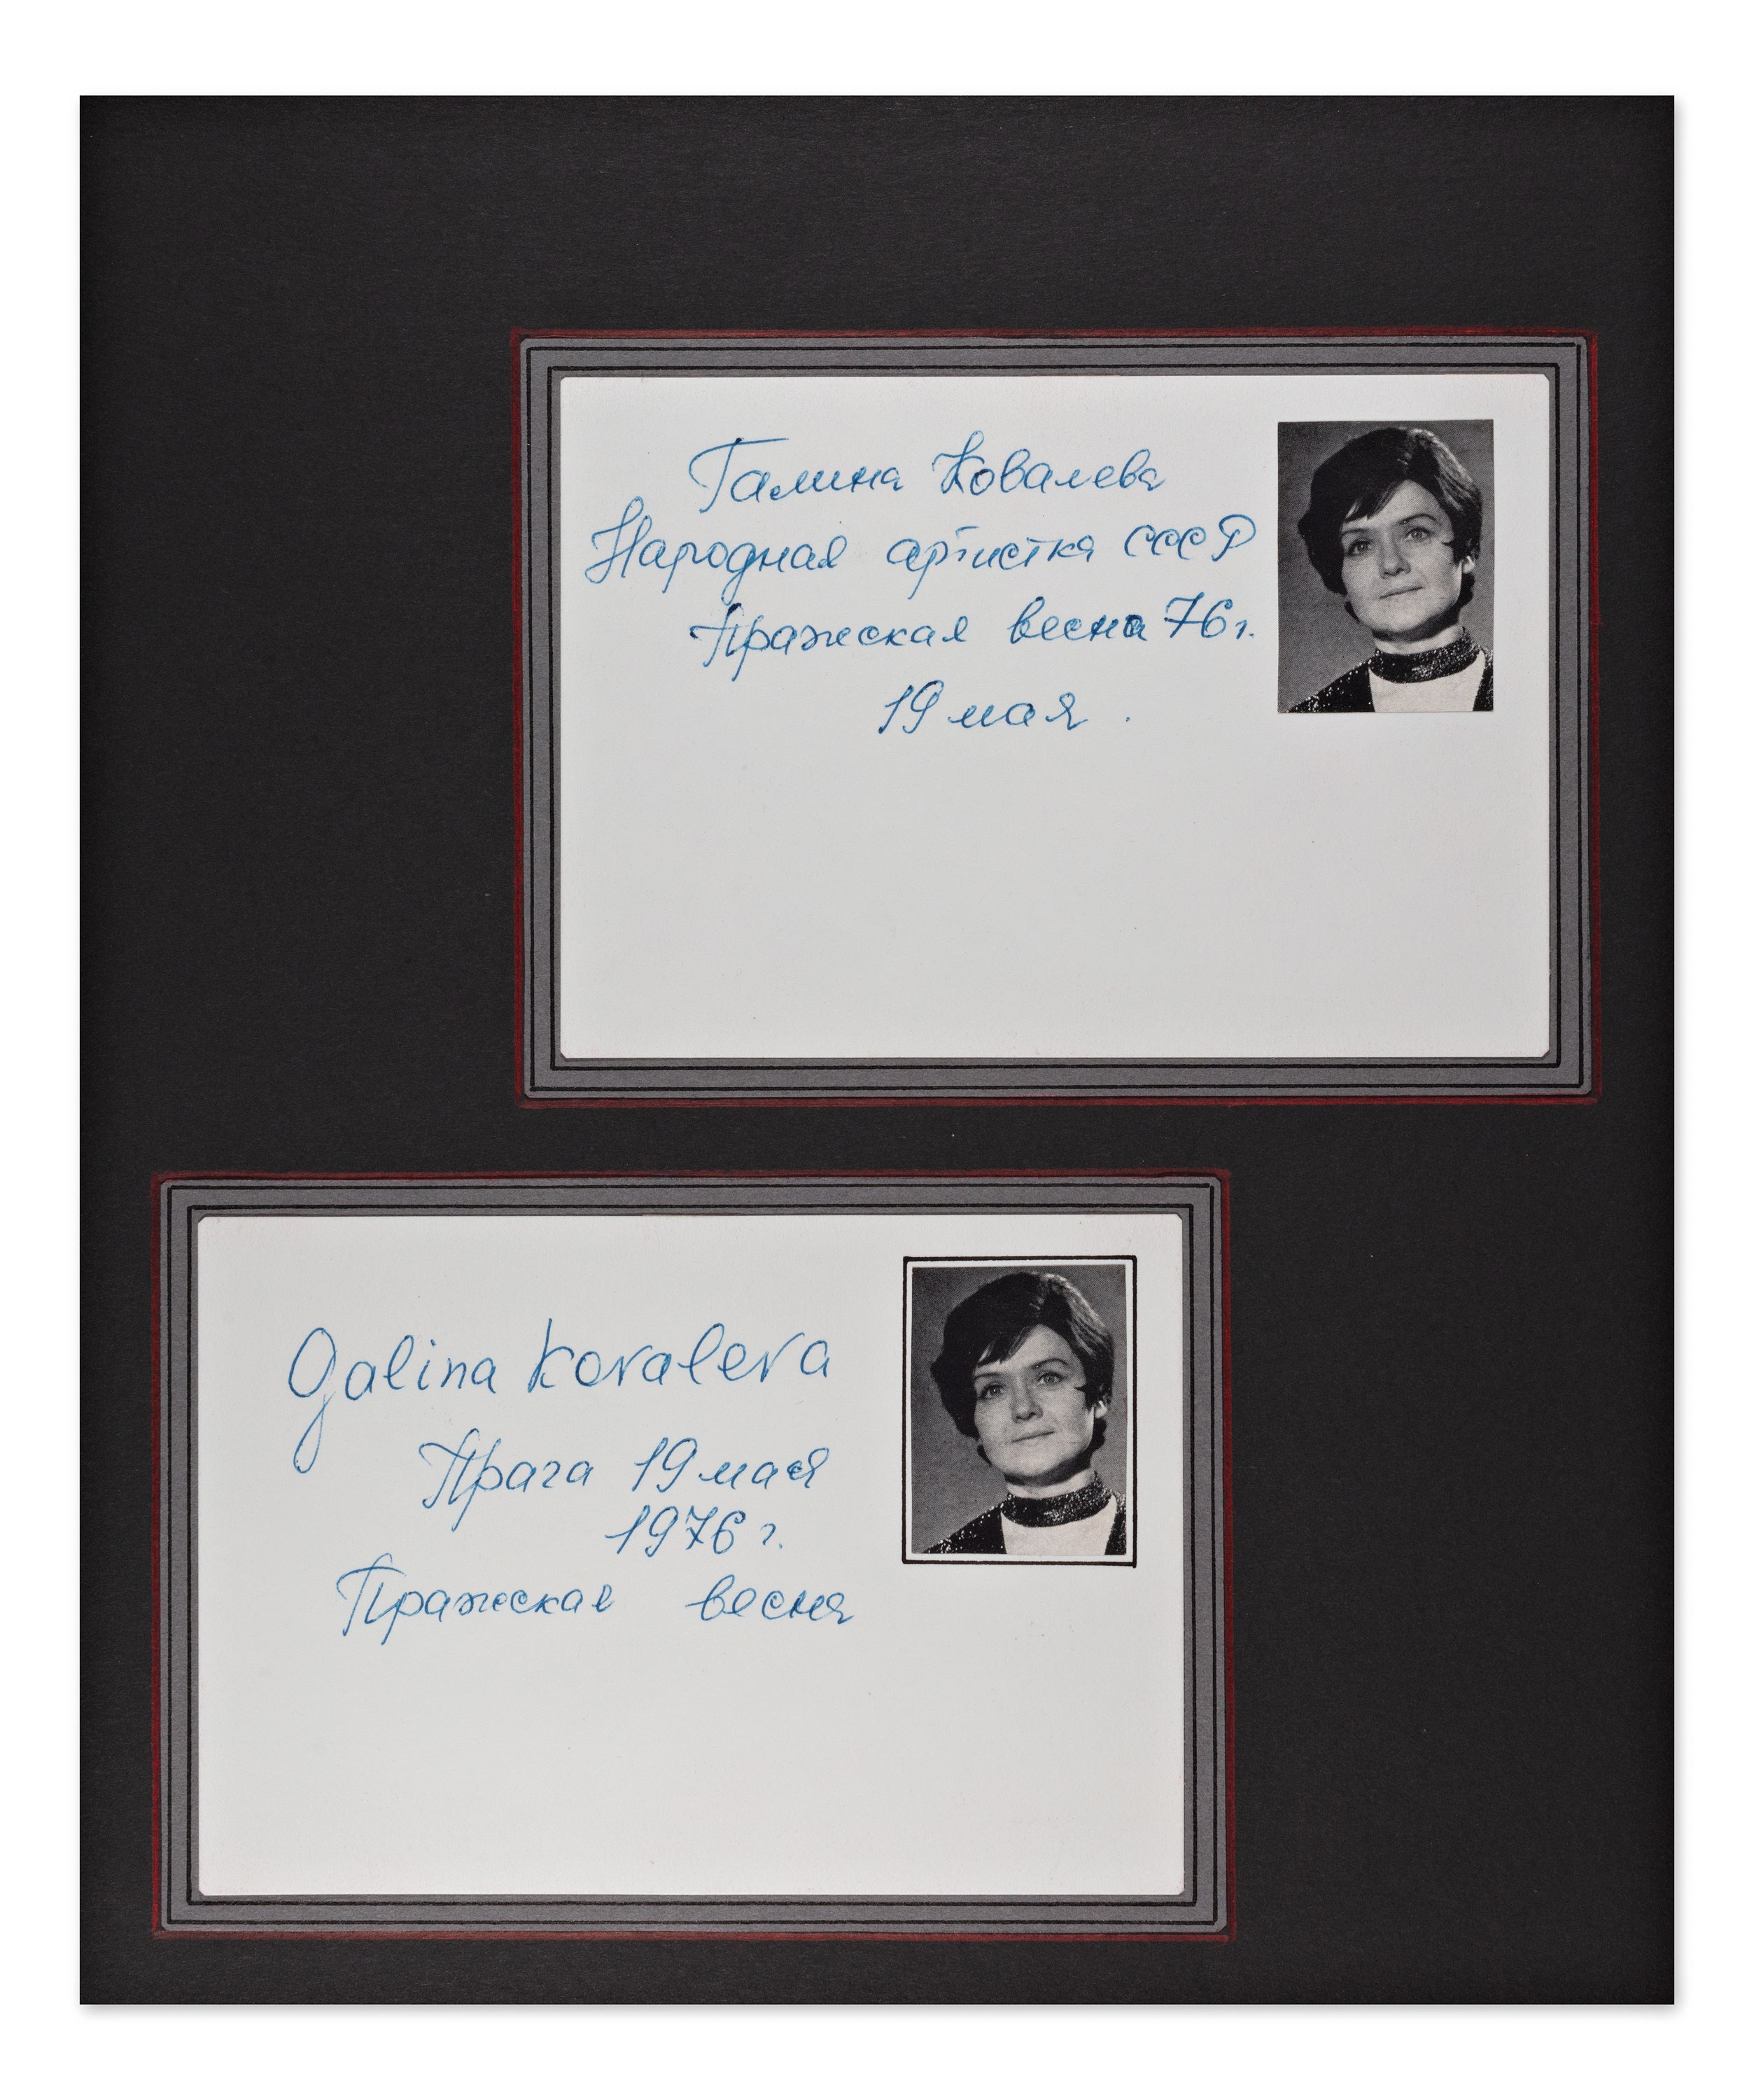 Галина Ковалева
Народная артистка СССР
Пражская весна 76 г.
19 мая.
Galina Kovaleva
Прага 19 мая
1976 г.
Пражская весна